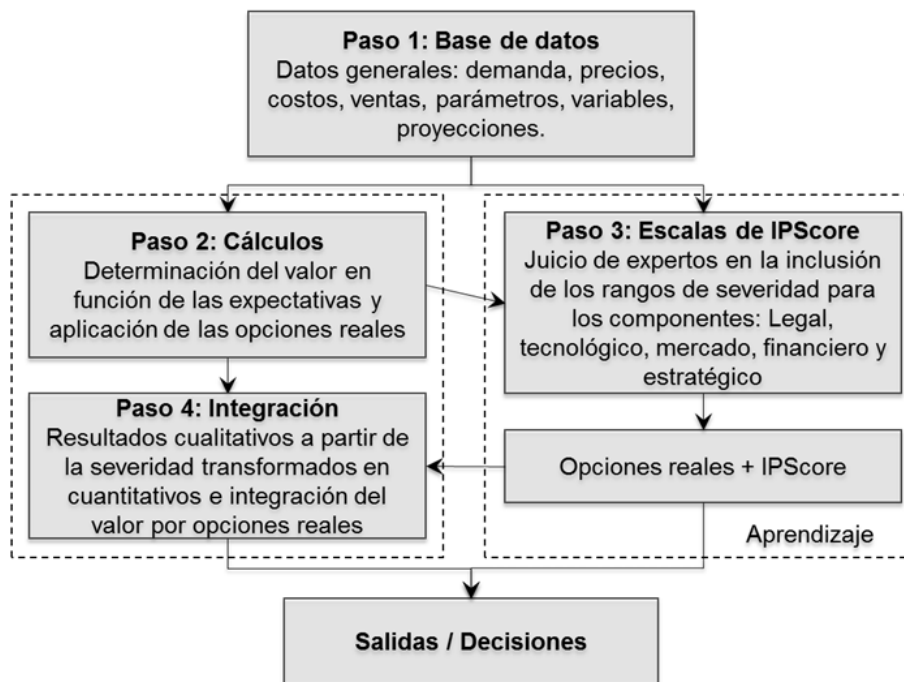 Paso 1: Base de datos
Datos generales: demanda, precios,
costos, ventas, parámetros, variables,
proyecciones.
Paso 2: Cálculos
Determinación del valor en
función de las expectativas y
aplicación de las opciones reales
Paso 3: Escalas de IPScore
Juicio de expertos en la inclusión
de los rangos de severidad para
los componentes: Legal,
tecnológico, mercado, financiero y
estratégico
Paso 4: Integración
Resultados cualitativos a partir de
la severidad transformados en
cuantitativos e integración del
valor por opciones reales
Opciones reales + IPScore
Aprendizaje
Salidas / Decisiones